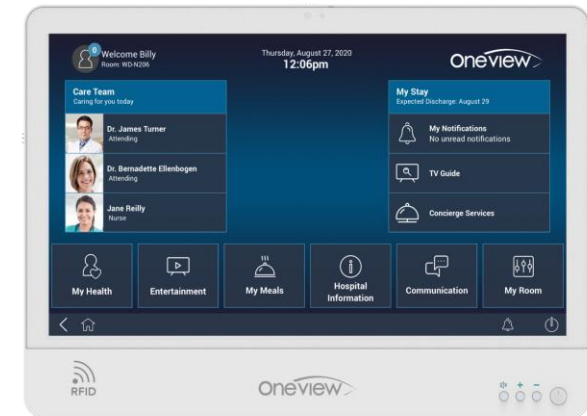 0
Welcome Billy
Room: WD-N206
Thursday, August 27, 2020
12:06pm
Oneview
Care Team
Caring for you today
Dr. James Turner
Attending
Dr. Bernadette Ellenbogen
Attending
Jane Reilly
Nurse
My Stay
Expected Discharge: August 29
My Notifications
No unread notifications
TV Guide
Concierge Services
My Health
Entertainment
My Meals
Hospital
Information
Communication
My Room
RFID
Oneview